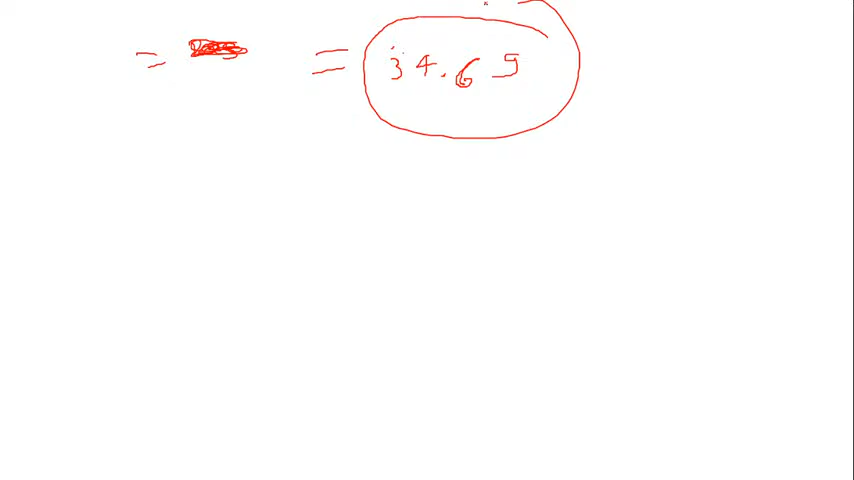 = = 34.65